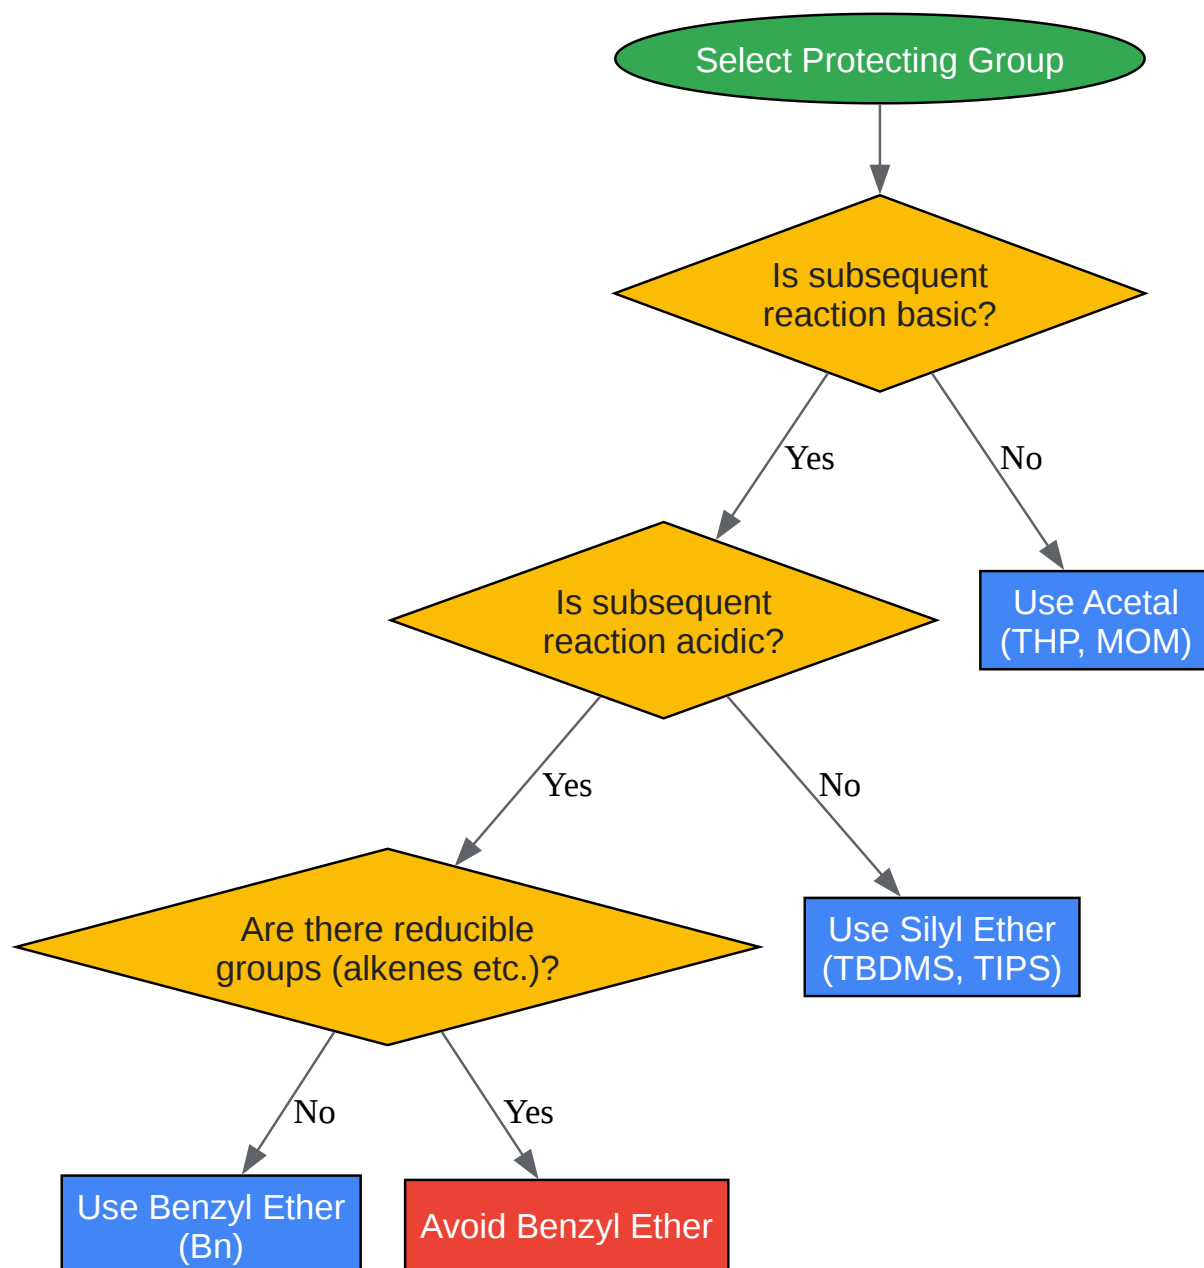 Select Protecting Group
Is subsequent
reaction basic?
Yes
No
Is subsequent
reaction acidic?
Use Acetal
(THP, MOM)
Yes
No
Are there reducible
groups (alkenes etc.)?
Use Silyl Ether
(TBDMS, TIPS)
No
Yes
Use Benzyl Ether
(Bn)
Avoid Benzyl Ether